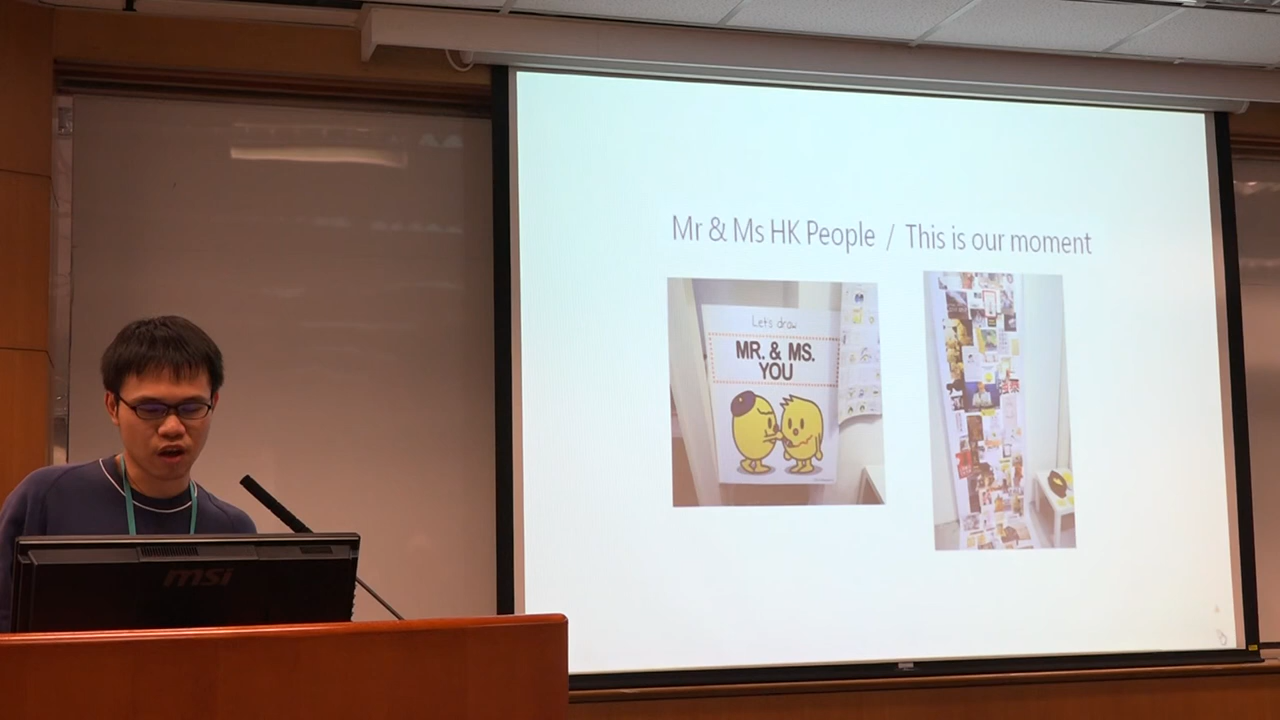 Mr & Ms HK People / This is our moment
Let's draw
MR. & MS.
YOU
msi